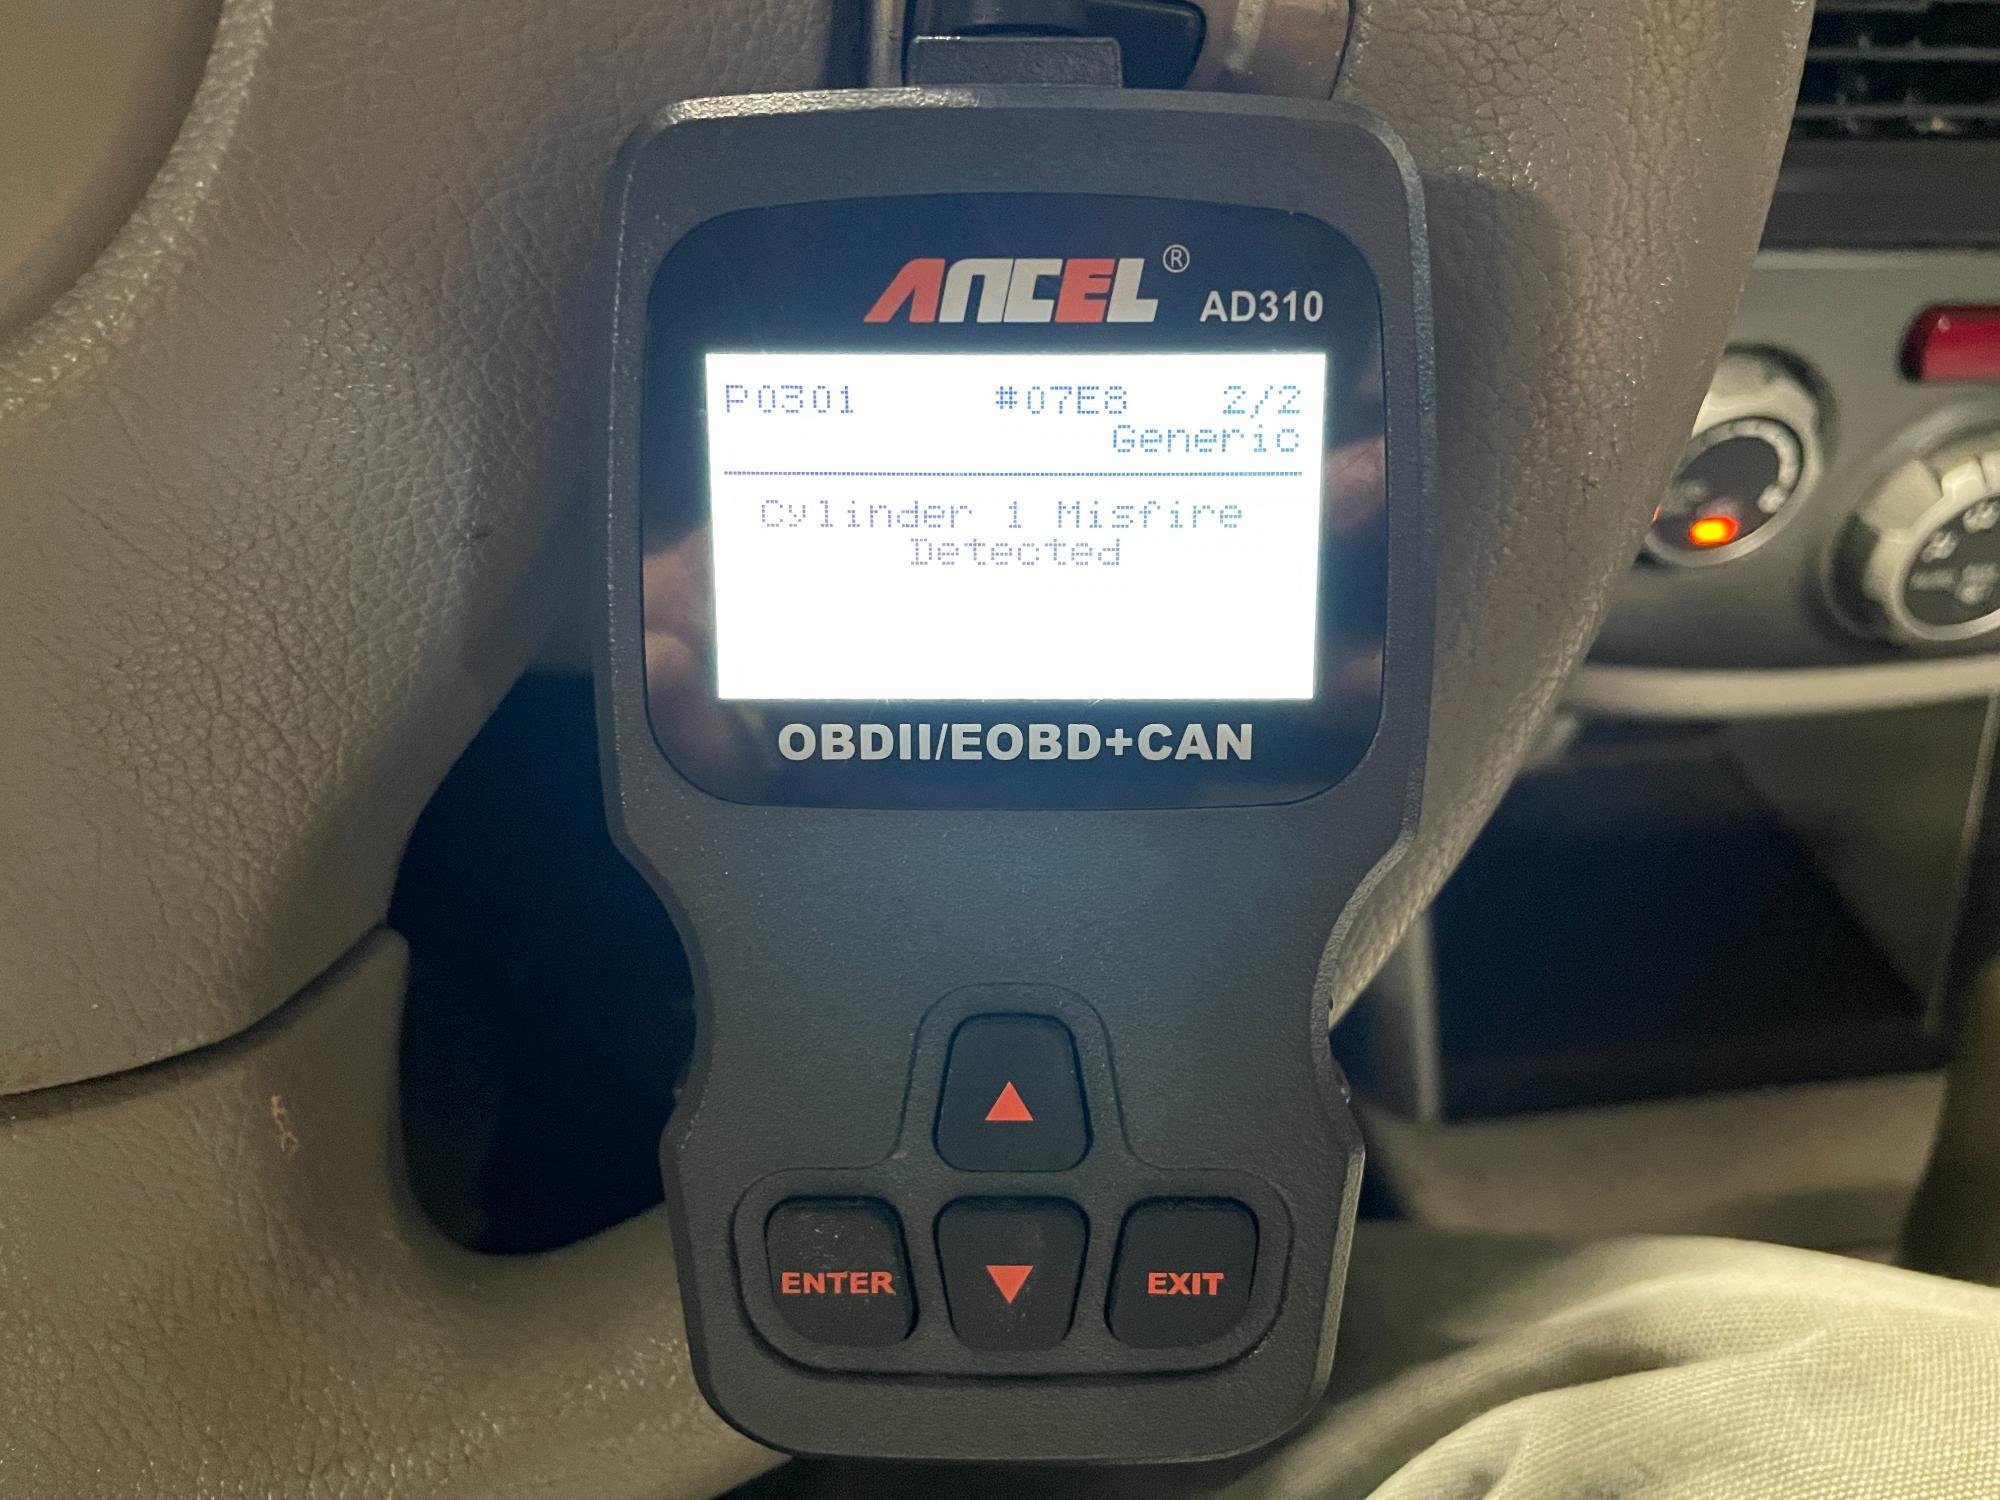 ANCEL® AD310
P0301 #07E8 2/2
Generic
Cylinder 1 Misfire
Detected
OBDII/EOBD+CAN
▲
ENTER ▼ EXIT